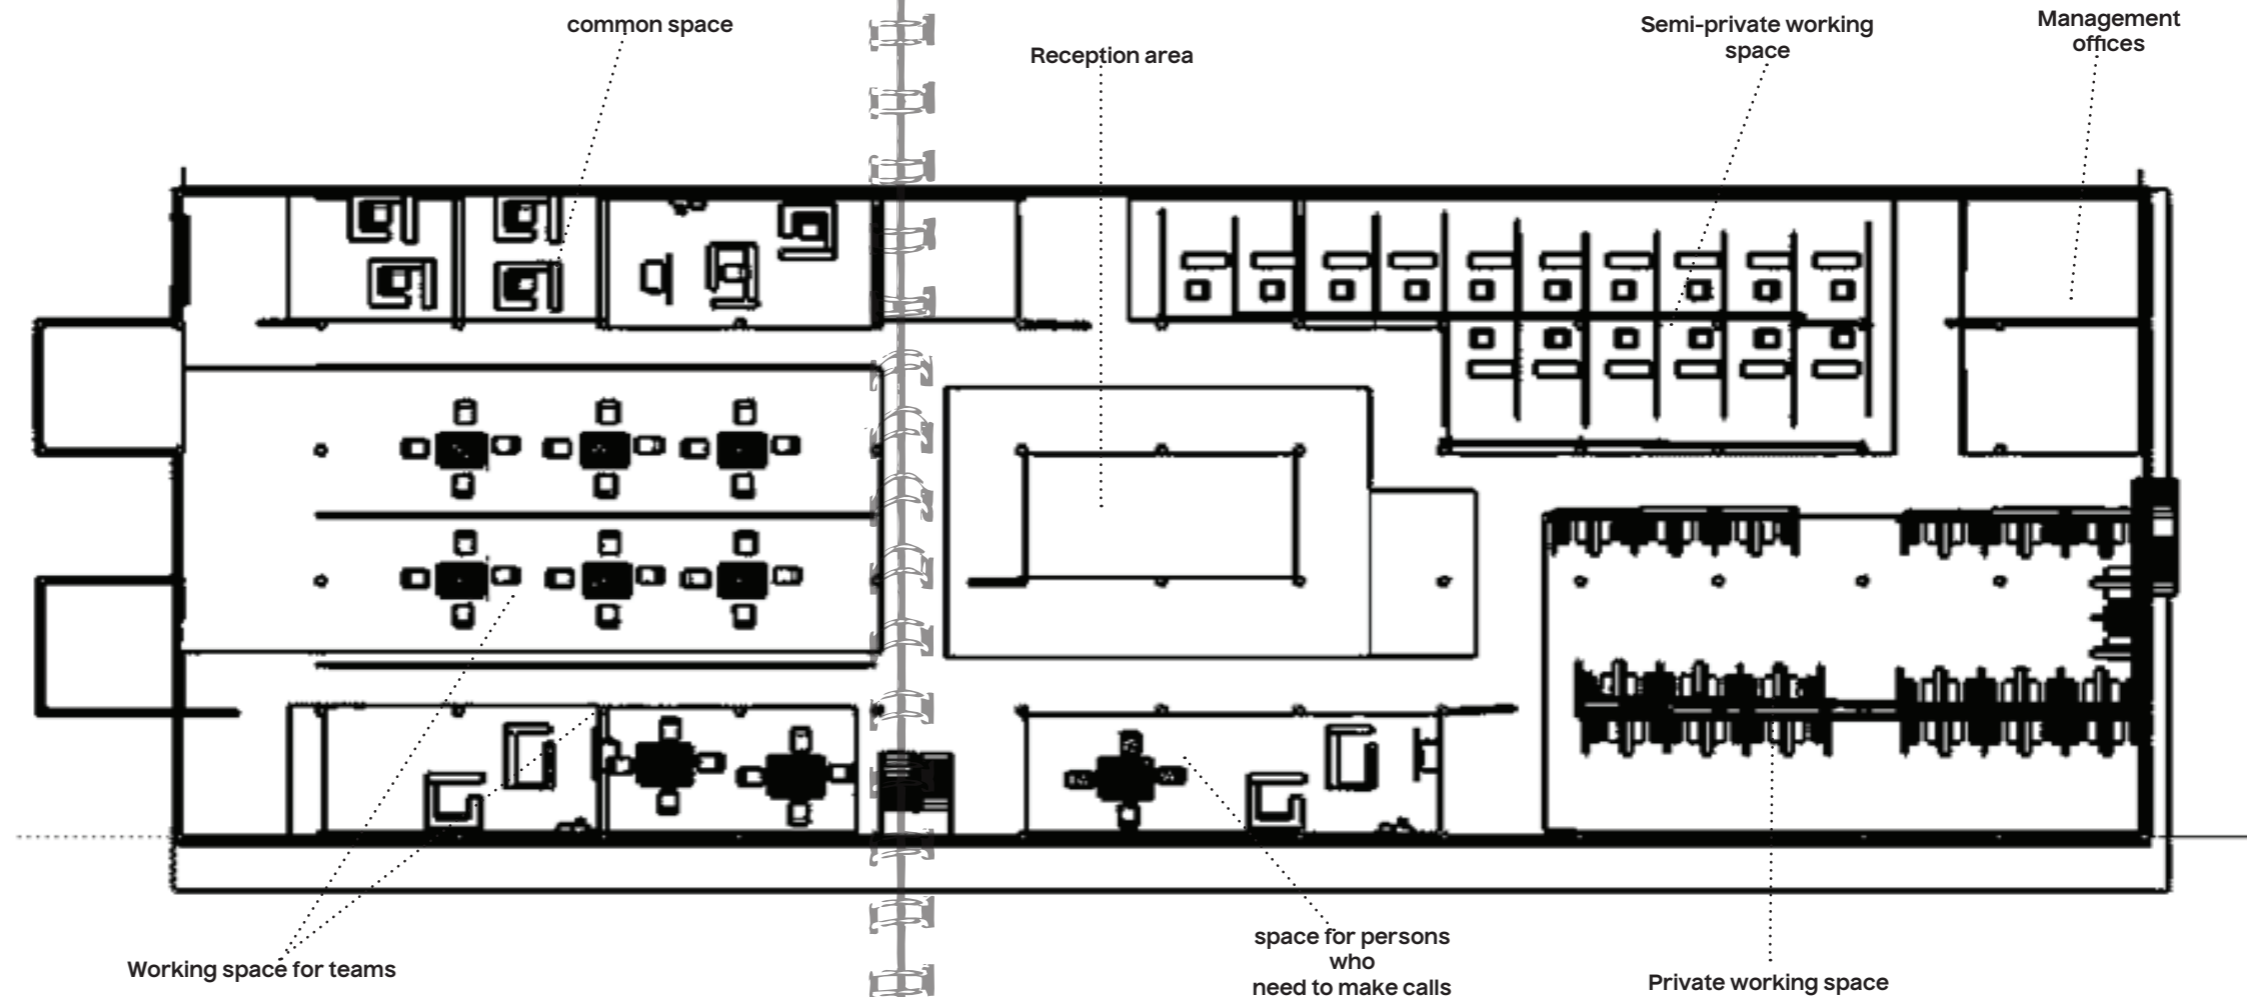 common space
Reception area
Semi-private working
space
Management
offices
Working space for teams
space for persons
who
need to make calls
Private working space